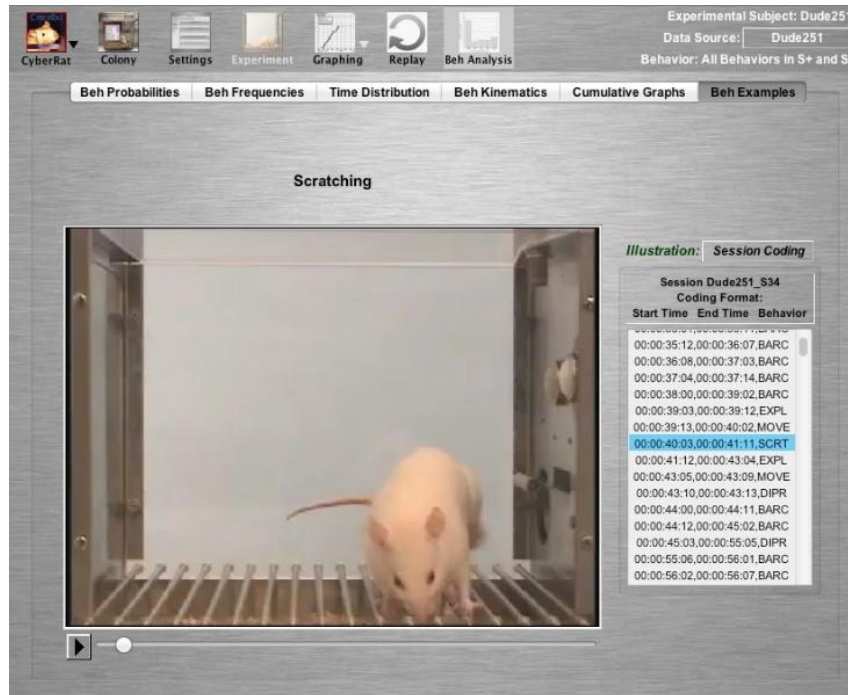 Experimental Subject: Dude251
Data Source: Dude251
Behavior: All Behaviors in S+ and S
CyberRat Colony Settings Experiment Graphing Replay Beh Analysis
Beh Probabilities Beh Frequencies Time Distribution Beh Kinematics Cumulative Graphs Beh Examples
Scratching
Illustration: Session Coding
Session Dude251_S34
Coding Format:
Start Time End Time Behavior
00:00:35:12,00:00:36:07,BARC
00:00:36:08,00:00:37:03,BARC
00:00:37:04,00:00:37:14,BARC
00:00:38:00,00:00:39:02,BARC
00:00:39:03,00:00:39:12,EXPL
00:00:39:13,00:00:40:02,MOVE
00:00:40:03,00:00:41:11,SCRT
00:00:41:12,00:00:43:04,EXPL
00:00:43:05,00:00:43:09,MOVE
00:00:43:10,00:00:43:13,DIPR
00:00:44:00,00:00:44:11,BARC
00:00:44:12,00:00:45:02,BARC
00:00:45:03,00:00:55:05,DIPR
00:00:55:06,00:00:56:01,BARC
00:00:56:02,00:00:56:07,BARC